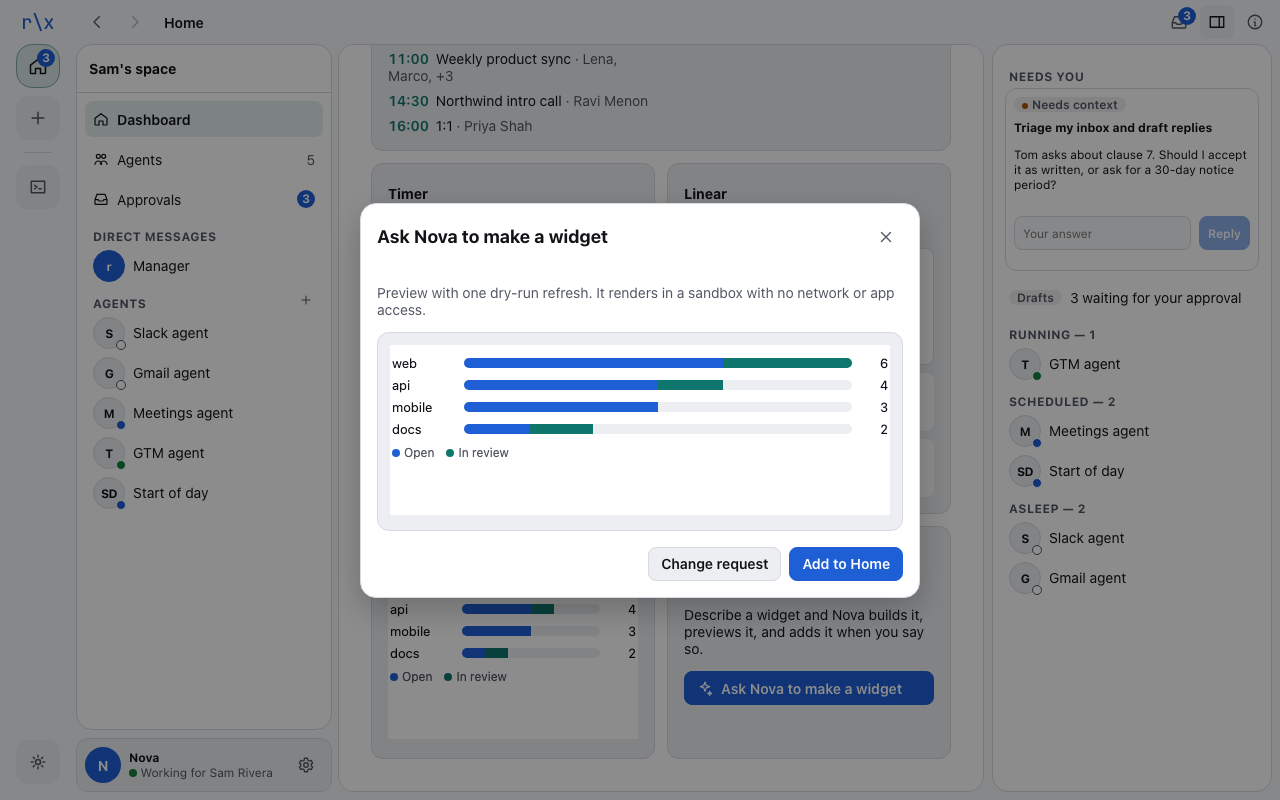 r\x
Home
3
3
Sam's space
Dashboard
Agents
5
Approvals
3
DIRECT MESSAGES
r
Manager
AGENTS
S
Slack agent
G
Gmail agent
M
Meetings agent
T
GTM agent
SD
Start of day
N
Nova
Working for Sam Rivera
11:00 Weekly product sync · Lena,
Marco, +3
14:30 Northwind intro call · Ravi Menon
16:00 1:1 · Priya Shah
Timer
Linear
Ask Nova to make a widget
Preview with one dry-run refresh. It renders in a sandbox with no network or app
access.
web 6
api 4
mobile 3
docs 2
Open In review
Change request
Add to Home
api 4
mobile 3
docs 2
Open In review
Describe a widget and Nova builds it,
previews it, and adds it when you say
so.
Ask Nova to make a widget
NEEDS YOU
Needs context
Triage my inbox and draft replies
Tom asks about clause 7. Should I accept
it as written, or ask for a 30-day notice
period?
Your answer
Reply
Drafts 3 waiting for your approval
RUNNING — 1
T
GTM agent
SCHEDULED — 2
M
Meetings agent
SD
Start of day
ASLEEP — 2
S
Slack agent
G
Gmail agent